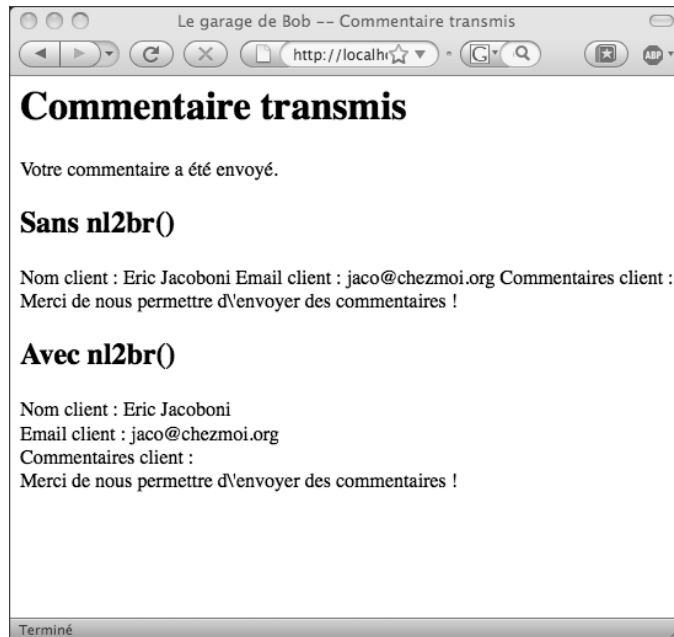 Le garage de Bob -- Commentaire transmis
http://localh
G
ABP
Commentaire transmis
Votre commentaire a été envoyé.
Sans nl2br()
Nom client : Eric Jacoboni Email client : jaco@chezmoi.org Commentaires client :
Merci de nous permettre d\'envoyer des commentaires !
Avec nl2br()
Nom client : Eric Jacoboni
Email client : jaco@chezmoi.org
Commentaires client :
Merci de nous permettre d\'envoyer des commentaires !
Terminé